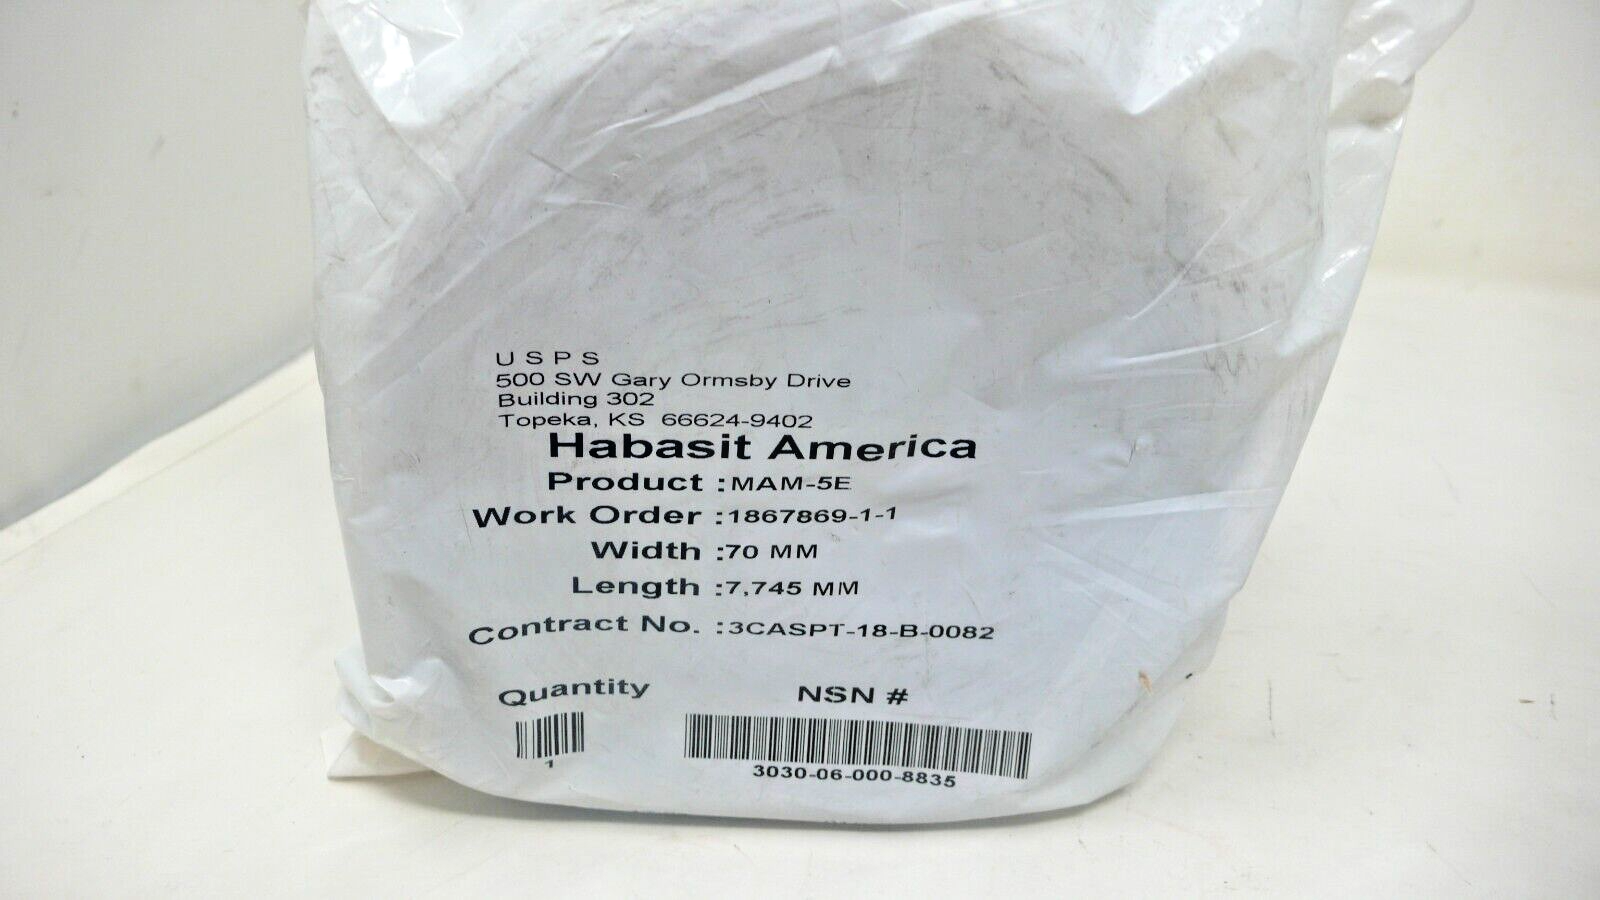 U S P S
500 SW Gary Ormsby Drive
Building 302
Topeka, KS 66624-9402
Habasit America
Product : MAM-5E
Work Order : 1867869-1-1
Width : 70 MM
Length : 7,745 MM
Contract No. : 3CASPT-18-B-0082
Quantity NSN #
1 3030-06-000-8835